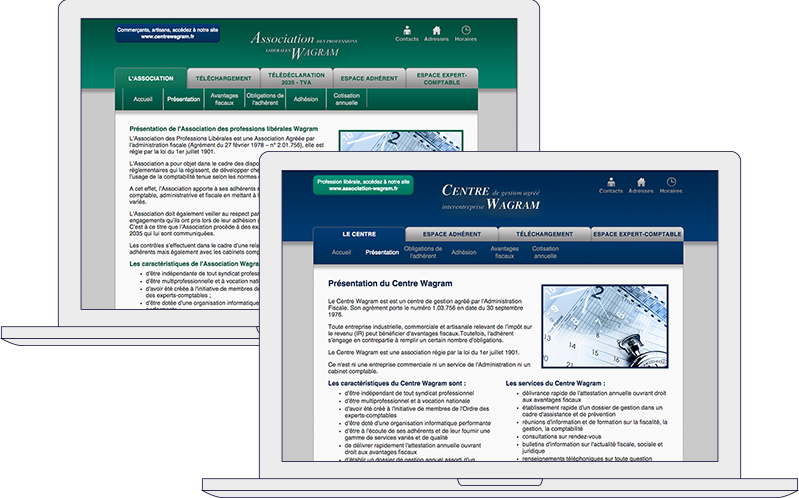 Commerçants, artisans, accédez à notre site
www.centrewagram.fr
Association DES PROFESSIONS
LIBÉRALES WAGRAM
Contacts Adresses Horaires
L'ASSOCIATION TÉLÉCHARGEMENT TÉLÉDÉCLARATION
2035 - TVA ESPACE ADHÉRENT ESPACE EXPERT-
COMPTABLE
Accueil Présentation Avantages
fiscaux Obligations de
l'adhérent Adhésion Cotisation
annuelle
Présentation de l'Association des professions libérales Wagram
L'Association des Professions Libérales est une Association Agréée par
l'administration fiscale (Agrément du 27 février 1978 – n° 2.01.756), elle est
régie par la loi du 1er juillet 1901.
L'Association a pour objet dans le cadre des dispo
réglementaires qui la régissent, de développer che
l'usage de la comptabilité tenue selon les normes
A cet effet, l'Association apporte à ses adhérents
comptable, administrative et fiscale en mettant à l
variés.
L'Association doit également veiller au respect par
engagements qu'ils ont pris lors de leur adhésion
C'est à ce titre que l'Association procède à des ex
2035 qui lui sont communiquées.
Les contrôles s'effectuent dans le cadre d'une rela
adhérents mais également avec les cabinets comp
Les caractéristiques de l'Association Wagra
d'être indépendante de tout syndicat profess
d'être multiprofessionnel et à vocation nation
d'avoir été créée à l'initiative de membres de
des experts-comptables ;
d'être dotée d'une organisation informatique
Profession libérale, accédez à notre site
www.association-wagram.fr
CENTRE de gestion agréé
interentreprise WAGRAM
Contacts Adresses Horaires
LE CENTRE ESPACE ADHÉRENT TÉLÉCHARGEMENT ESPACE EXPERT-COMPTABLE
Accueil Présentation Obligations de
l'adhérent Adhésion Avantages
fiscaux Cotisation
annuelle
Présentation du Centre Wagram
Le Centre Wagram est est un centre de gestion agréé par l'Administration
Fiscale. Son agrément porte le numéro 1.03.756 en date du 30 septembre
1976.
Toute entreprise industrielle, commerciale et artisanale relevant de l'impôt sur
le revenu (IR) peut bénéficier d'avantages fiscaux.Toutefois, l'adhérent
s'engage en contrepartie à remplir un certain nombre d'obligations.
Le Centre Wagram est une association régie par la loi du 1er juillet 1901.
Ce n'est ni une entreprise commerciale ni un service de l'Administration ni un
cabinet comptable.
Les caractéristiques du Centre Wagram sont :
d'être indépendant de tout syndicat professionnel
d'être multiprofessionnel et à vocation nationale
d'avoir été créé à l'initiative de membres de l'Ordre des
experts-comptables
d'être doté d'une organisation informatique performante
d'être à l'écoute de ses adhérents et de leur fournir une
gamme de services variés et de qualité
de délivrer rapidement l'attestation annuelle ouvrant
droit aux avantages fiscaux
d'établir un dossier de gestion annuel assorti d'un
Les services du Centre Wagram :
délivrance rapide de l'attestation annuelle ouvrant droit
aux avantages fiscaux
établissement rapide d'un dossier de gestion dans un
cadre d'assistance et de prévention
réunions d'information et de formation sur la fiscalité, la
gestion, la comptabilité
consultations sur rendez-vous
bulletins d'information sur l'actualité fiscale, sociale et
juridique
renseignements téléphoniques sur toute question